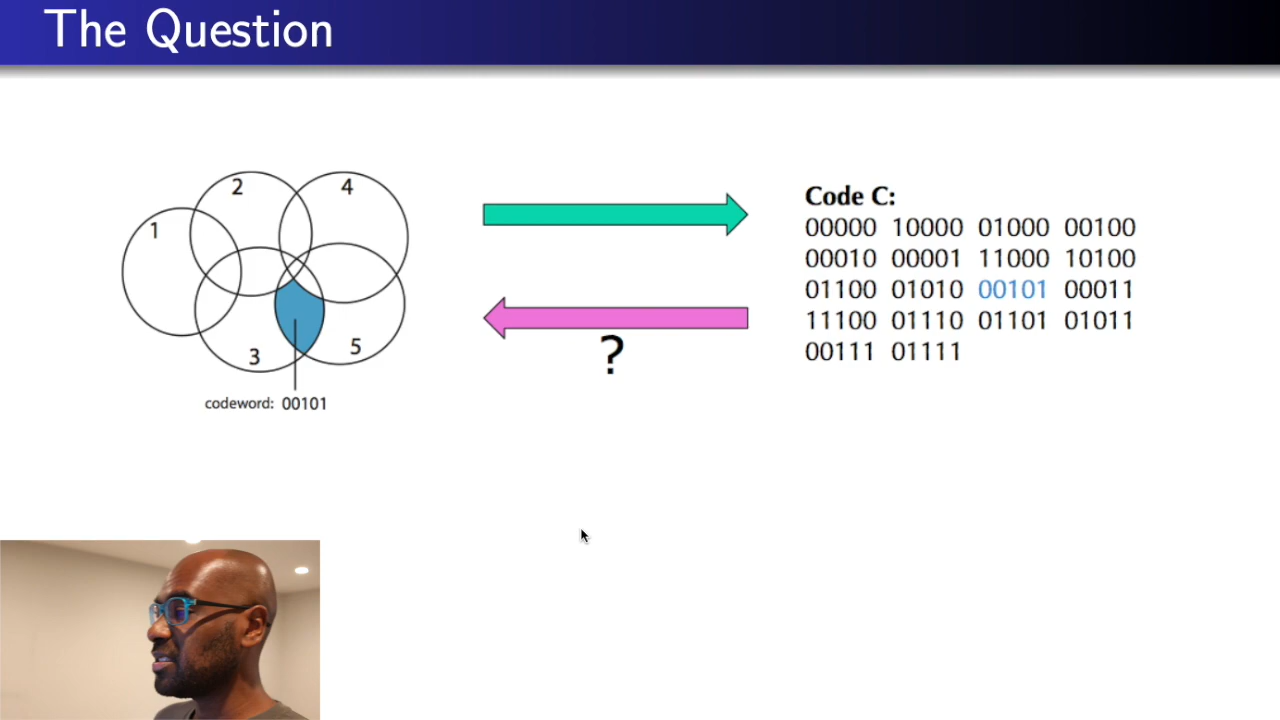 The Question
1
2
4
3
5
codeword: 00101
?
Code C:
00000 10000 01000 00100
00010 00001 11000 10100
01100 01010 00101 00011
11100 01110 01101 01011
00111 01111